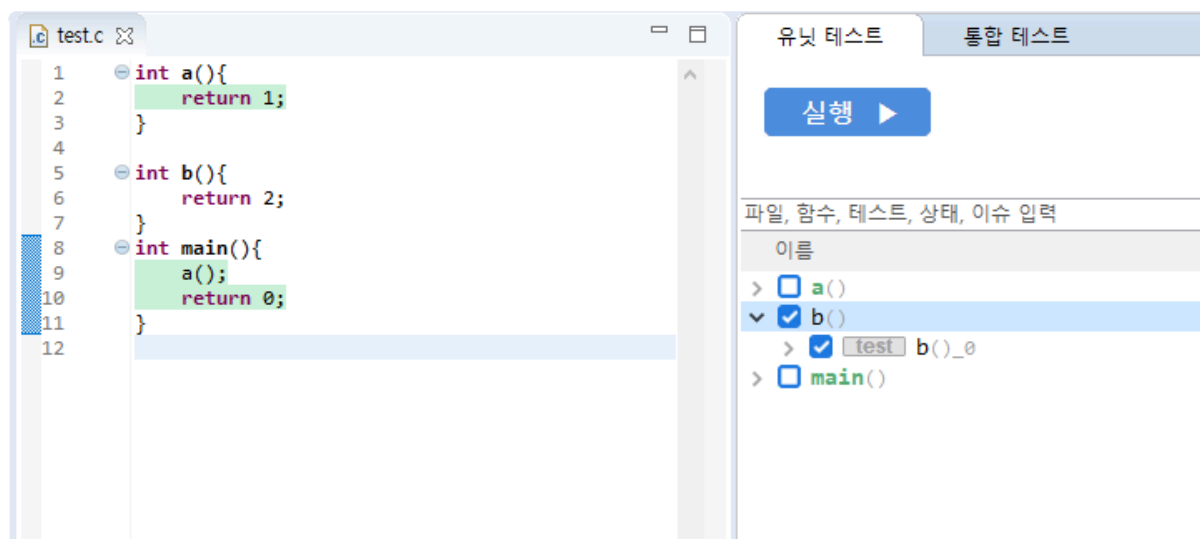 test.c
1 int a(){
2 return 1;
3 }
4
5 int b(){
6 return 2;
7 }
8 int main(){
9 a();
10 return 0;
11 }
12
유닛 테스트 통합 테스트
실행
파일, 함수, 테스트, 상태, 이슈 입력
이름
a()
b()
test b()_0
main()